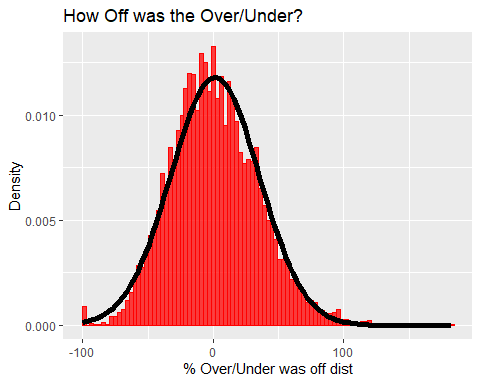 How Off was the Over/Under?
Density
0.010
0.005
0.000
-100
0
100
% Over/Under was off dist